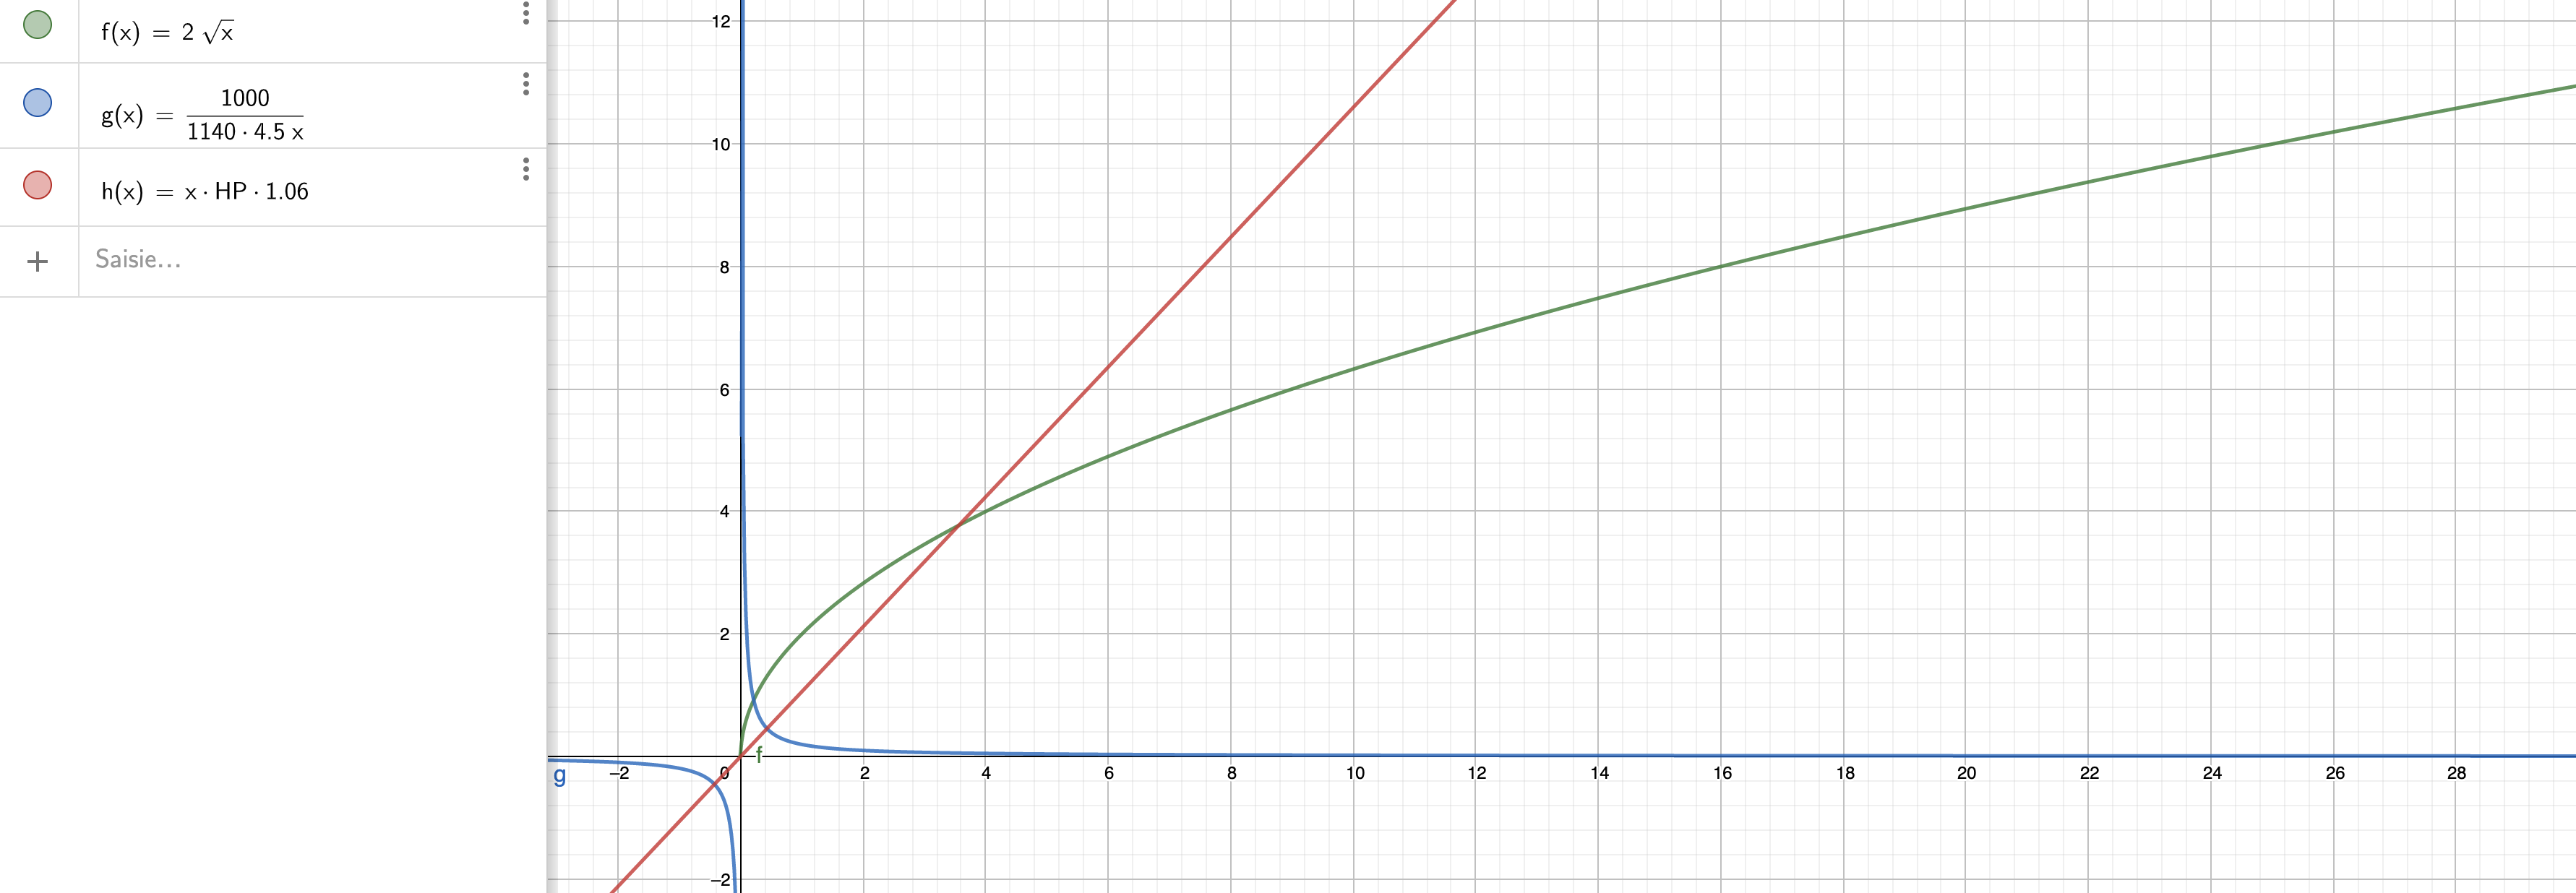 f(x) = 2 √x
g(x) = 1000 / (1140 · 4.5 x)
h(x) = x · HP · 1.06
+ Saisie…
12
10
8
6
4
2
f
g −2 0 2 4 6 8 10 12 14 16 18 20 22 24 26 28
−2